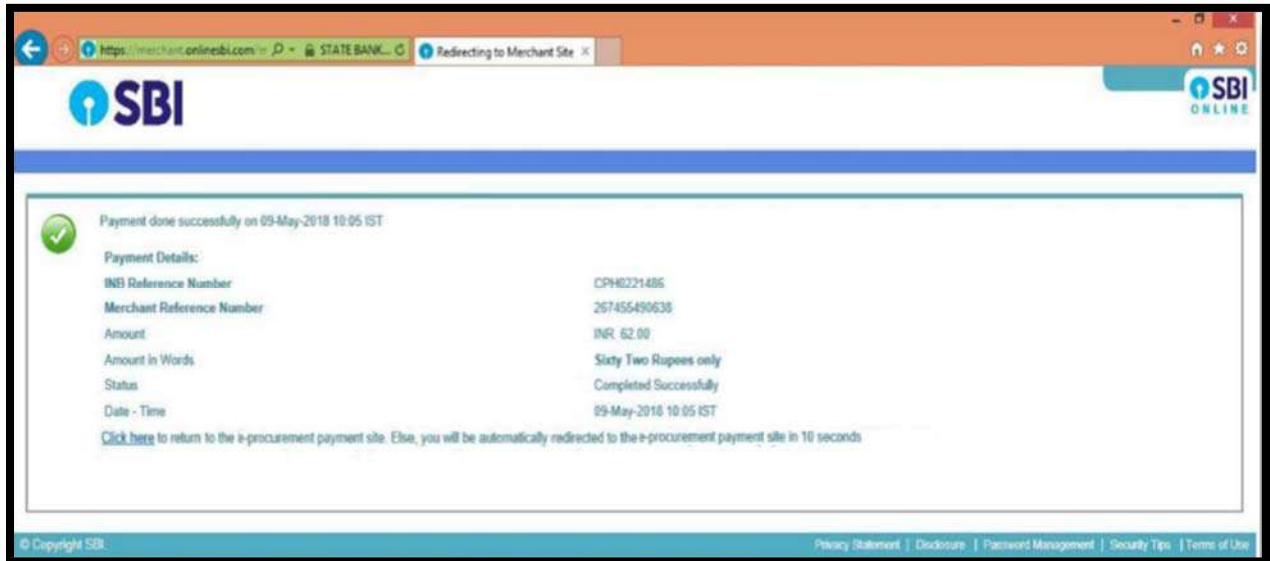 https://merchant.onlinesbi.com STATE BANK... Redirecting to Merchant Site
SBI
SBI
ONLINE
Payment done successfully on 09-May-2018 10:05 IST
Payment Details:
INB Reference Number CPH0221486
Merchant Reference Number 267455490638
Amount INR 62.00
Amount in Words Sixty Two Rupees only
Status Completed Successfully
Date - Time 09-May-2018 10:05 IST
Click here to return to the e-procurement payment site. Else, you will be automatically redirected to the e-procurement payment site in 10 seconds
© Copyright SBI. Privacy Statement | Disclosure | Password Management | Security Tips | Terms of Use